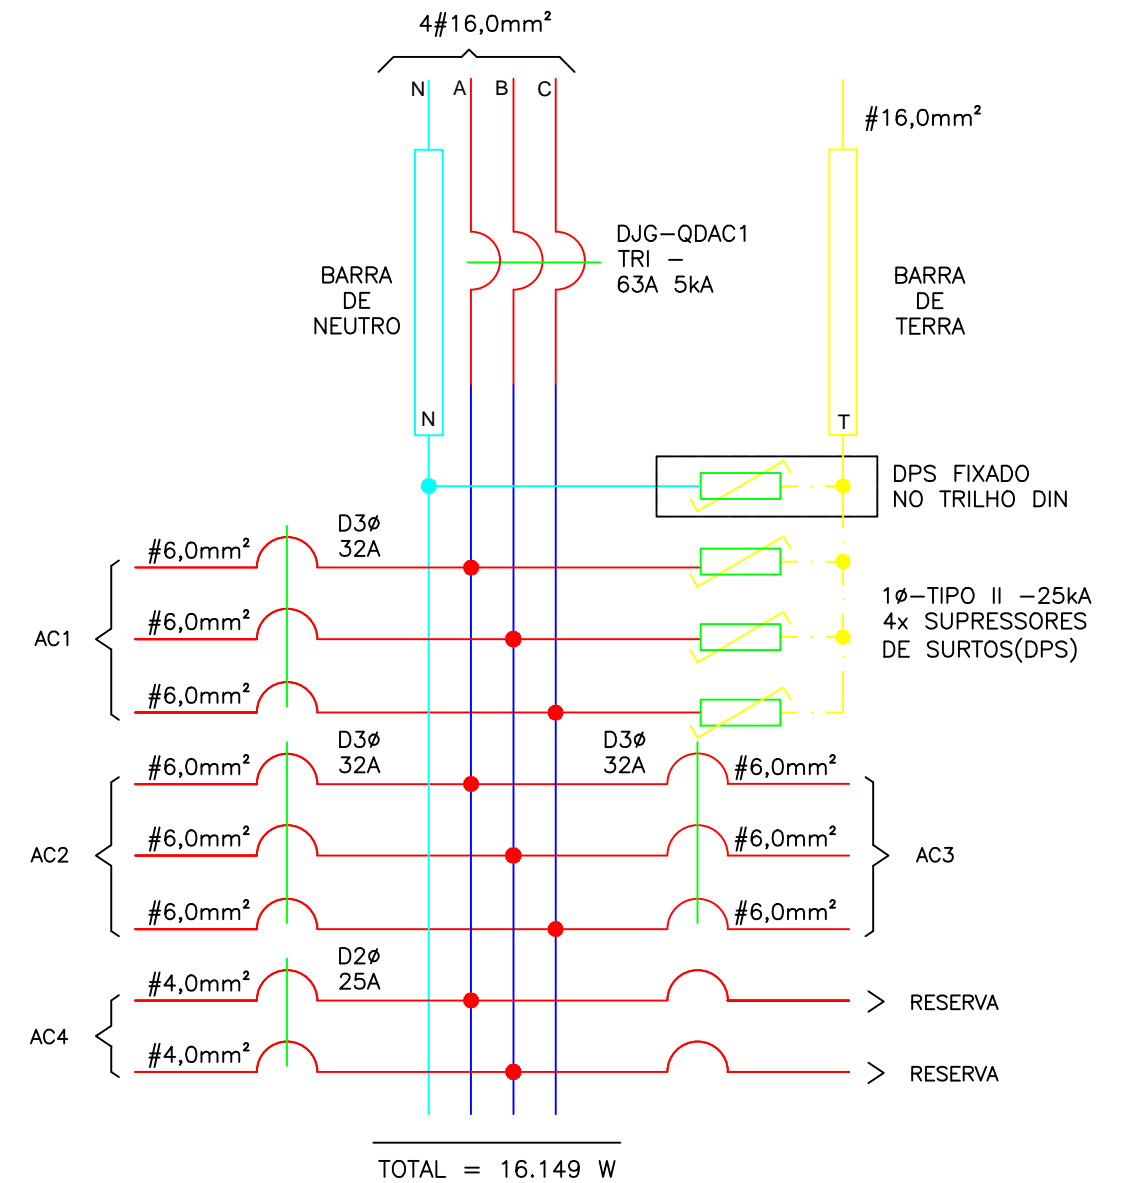 4#16,0mm²
N A B C
#16,0mm²
DJG-QDAC1
TRI -
63A 5kA
BARRA
DE
NEUTRO
BARRA
DE
TERRA
N
T
DPS FIXADO
NO TRILHO DIN
D3ø
32A
#6,0mm²
#6,0mm²
#6,0mm²
AC1
1ø-TIPO II -25kA
4x SUPRESSORES
DE SURTOS(DPS)
D3ø
32A
D3ø
32A
#6,0mm²
#6,0mm²
#6,0mm²
#6,0mm²
AC2
AC3
#6,0mm²
#6,0mm²
D2ø
25A
#4,0mm²
RESERVA
AC4
#4,0mm²
RESERVA
TOTAL = 16.149 W